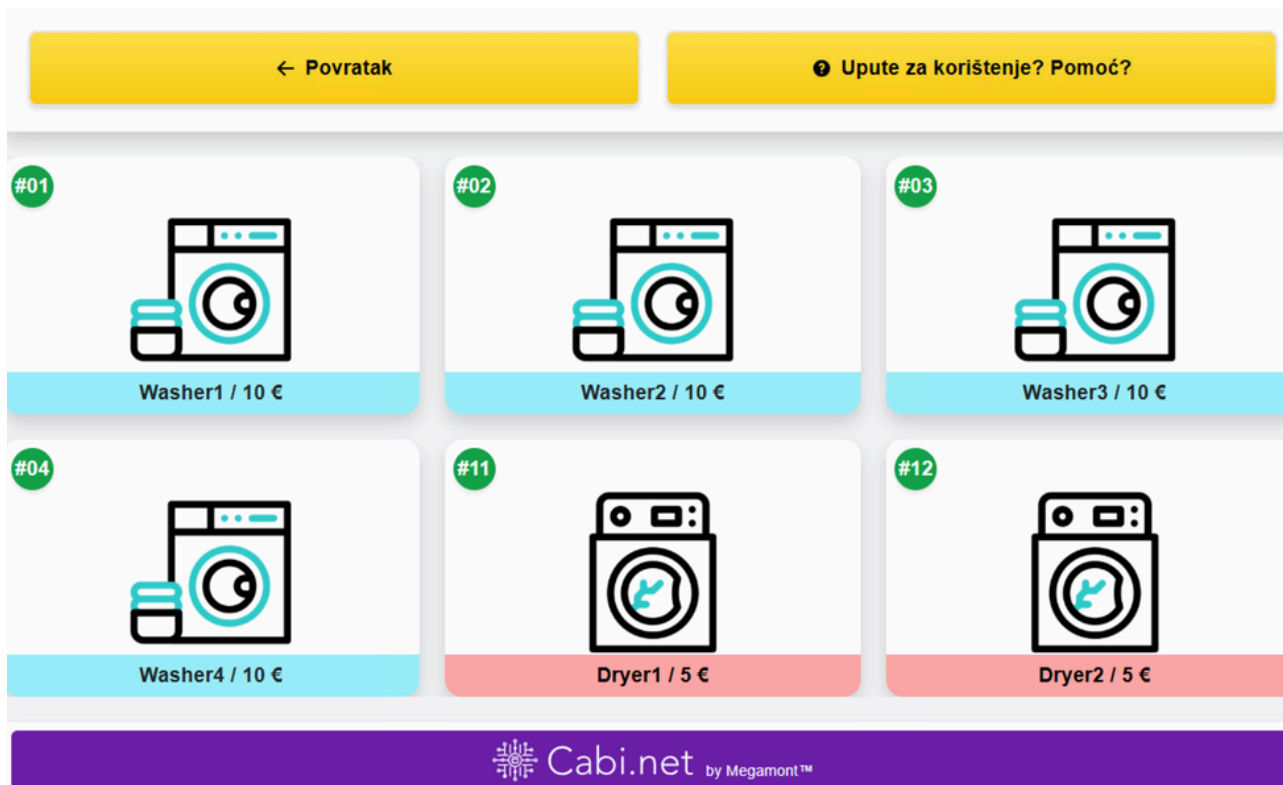 ← Povratak
Upute za korištenje? Pomoć?
#01
#02
#03
Washer1 / 10 €
Washer2 / 10 €
Washer3 / 10 €
#04
#11
#12
Washer4 / 10 €
Dryer1 / 5 €
Dryer2 / 5 €
Cabi.net by Megamont™